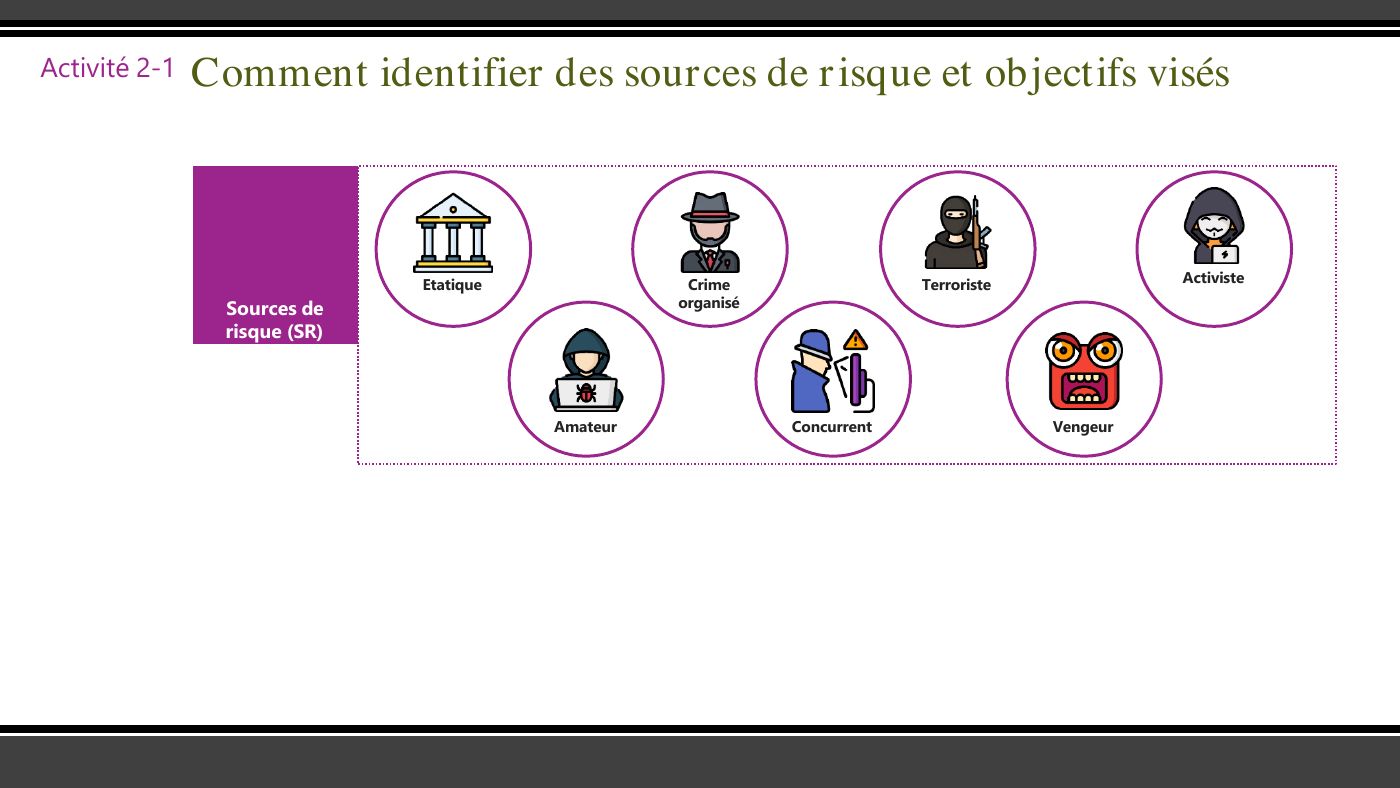 Activité 2-1 Comment identifier des sources de risque et objectifs visés
Sources de
risque (SR)
Etatique
Crime
organisé
Terroriste
Activiste
Amateur
Concurrent
Vengeur